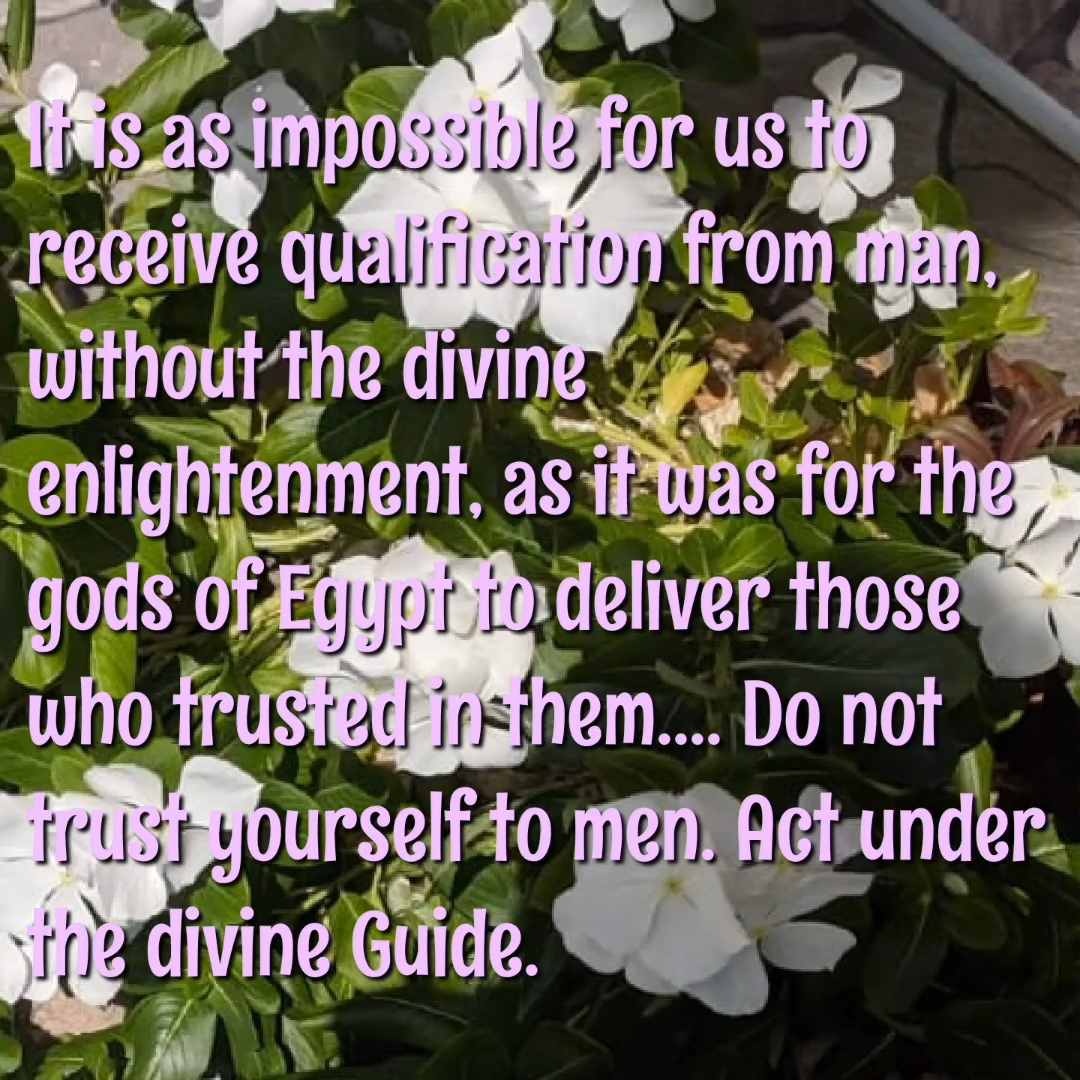 It is as impossible for us to
receive qualification from man,
without the divine
enlightenment, as it was for the
gods of Egypt to deliver those
who trusted in them.... Do not
trust yourself to men. Act under
the divine Guide.